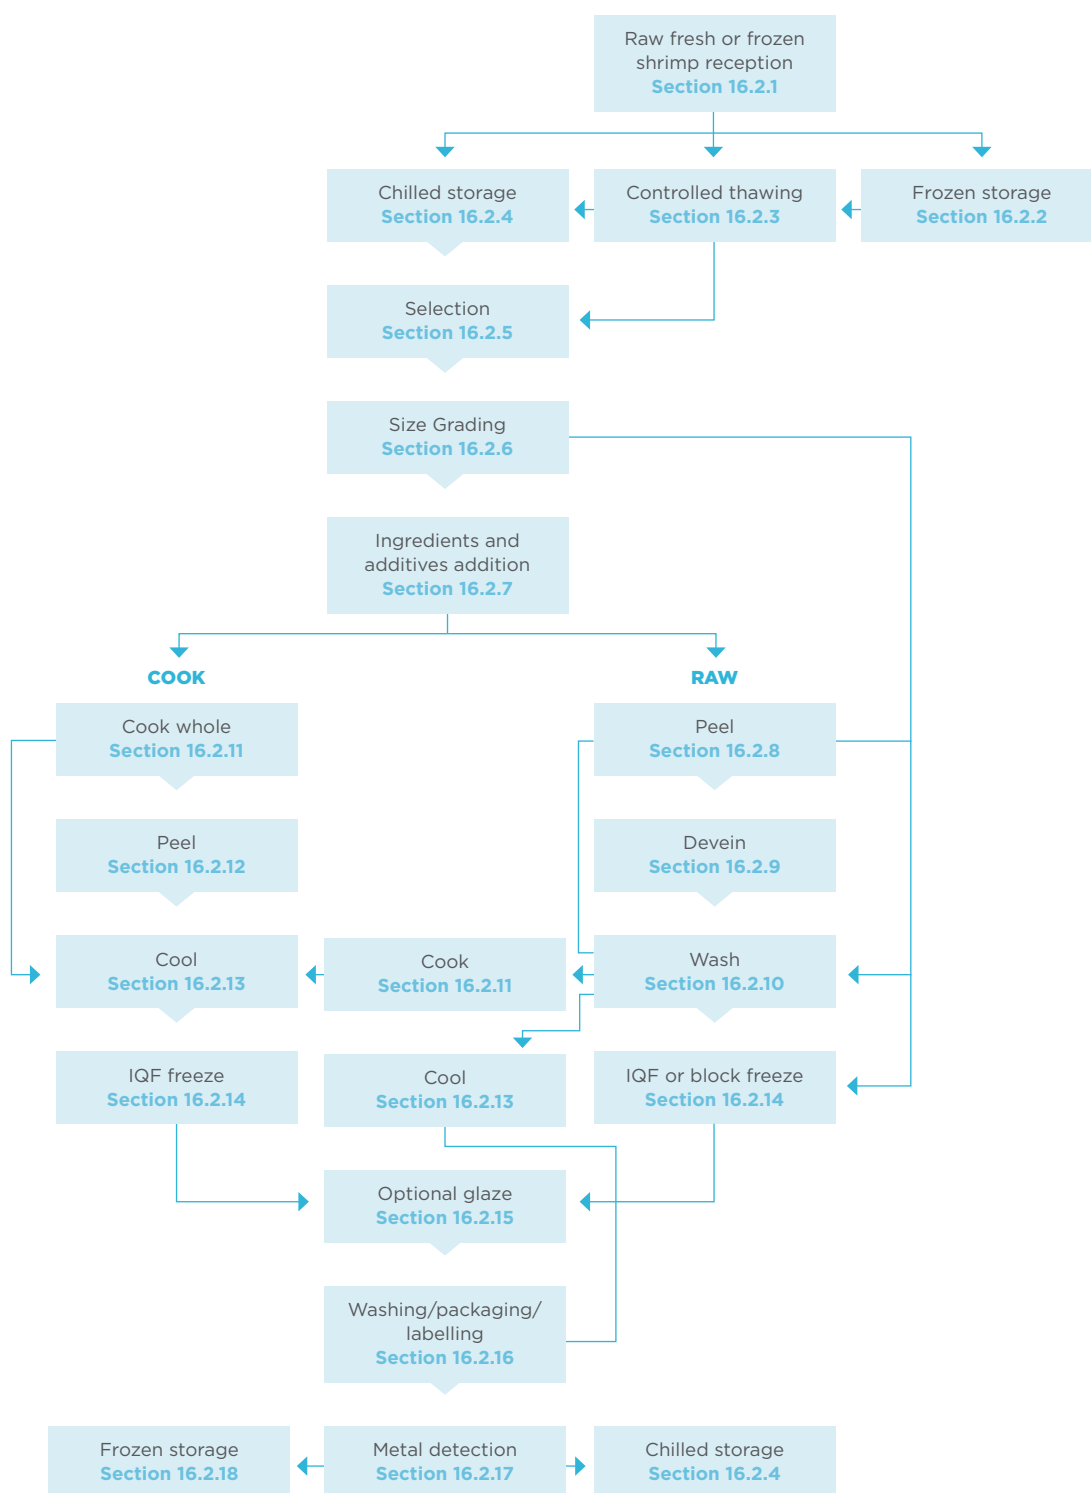 Raw fresh or frozen
shrimp reception
Section 16.2.1
Chilled storage
Section 16.2.4
Controlled thawing
Section 16.2.3
Frozen storage
Section 16.2.2
Selection
Section 16.2.5
Size Grading
Section 16.2.6
Ingredients and
additives addition
Section 16.2.7
COOK
RAW
Cook whole
Section 16.2.11
Peel
Section 16.2.8
Peel
Section 16.2.12
Devein
Section 16.2.9
Cool
Section 16.2.13
Cook
Section 16.2.11
Wash
Section 16.2.10
IQF freeze
Section 16.2.14
Cool
Section 16.2.13
IQF or block freeze
Section 16.2.14
Optional glaze
Section 16.2.15
Washing/packaging/
labelling
Section 16.2.16
Frozen storage
Section 16.2.18
Metal detection
Section 16.2.17
Chilled storage
Section 16.2.4